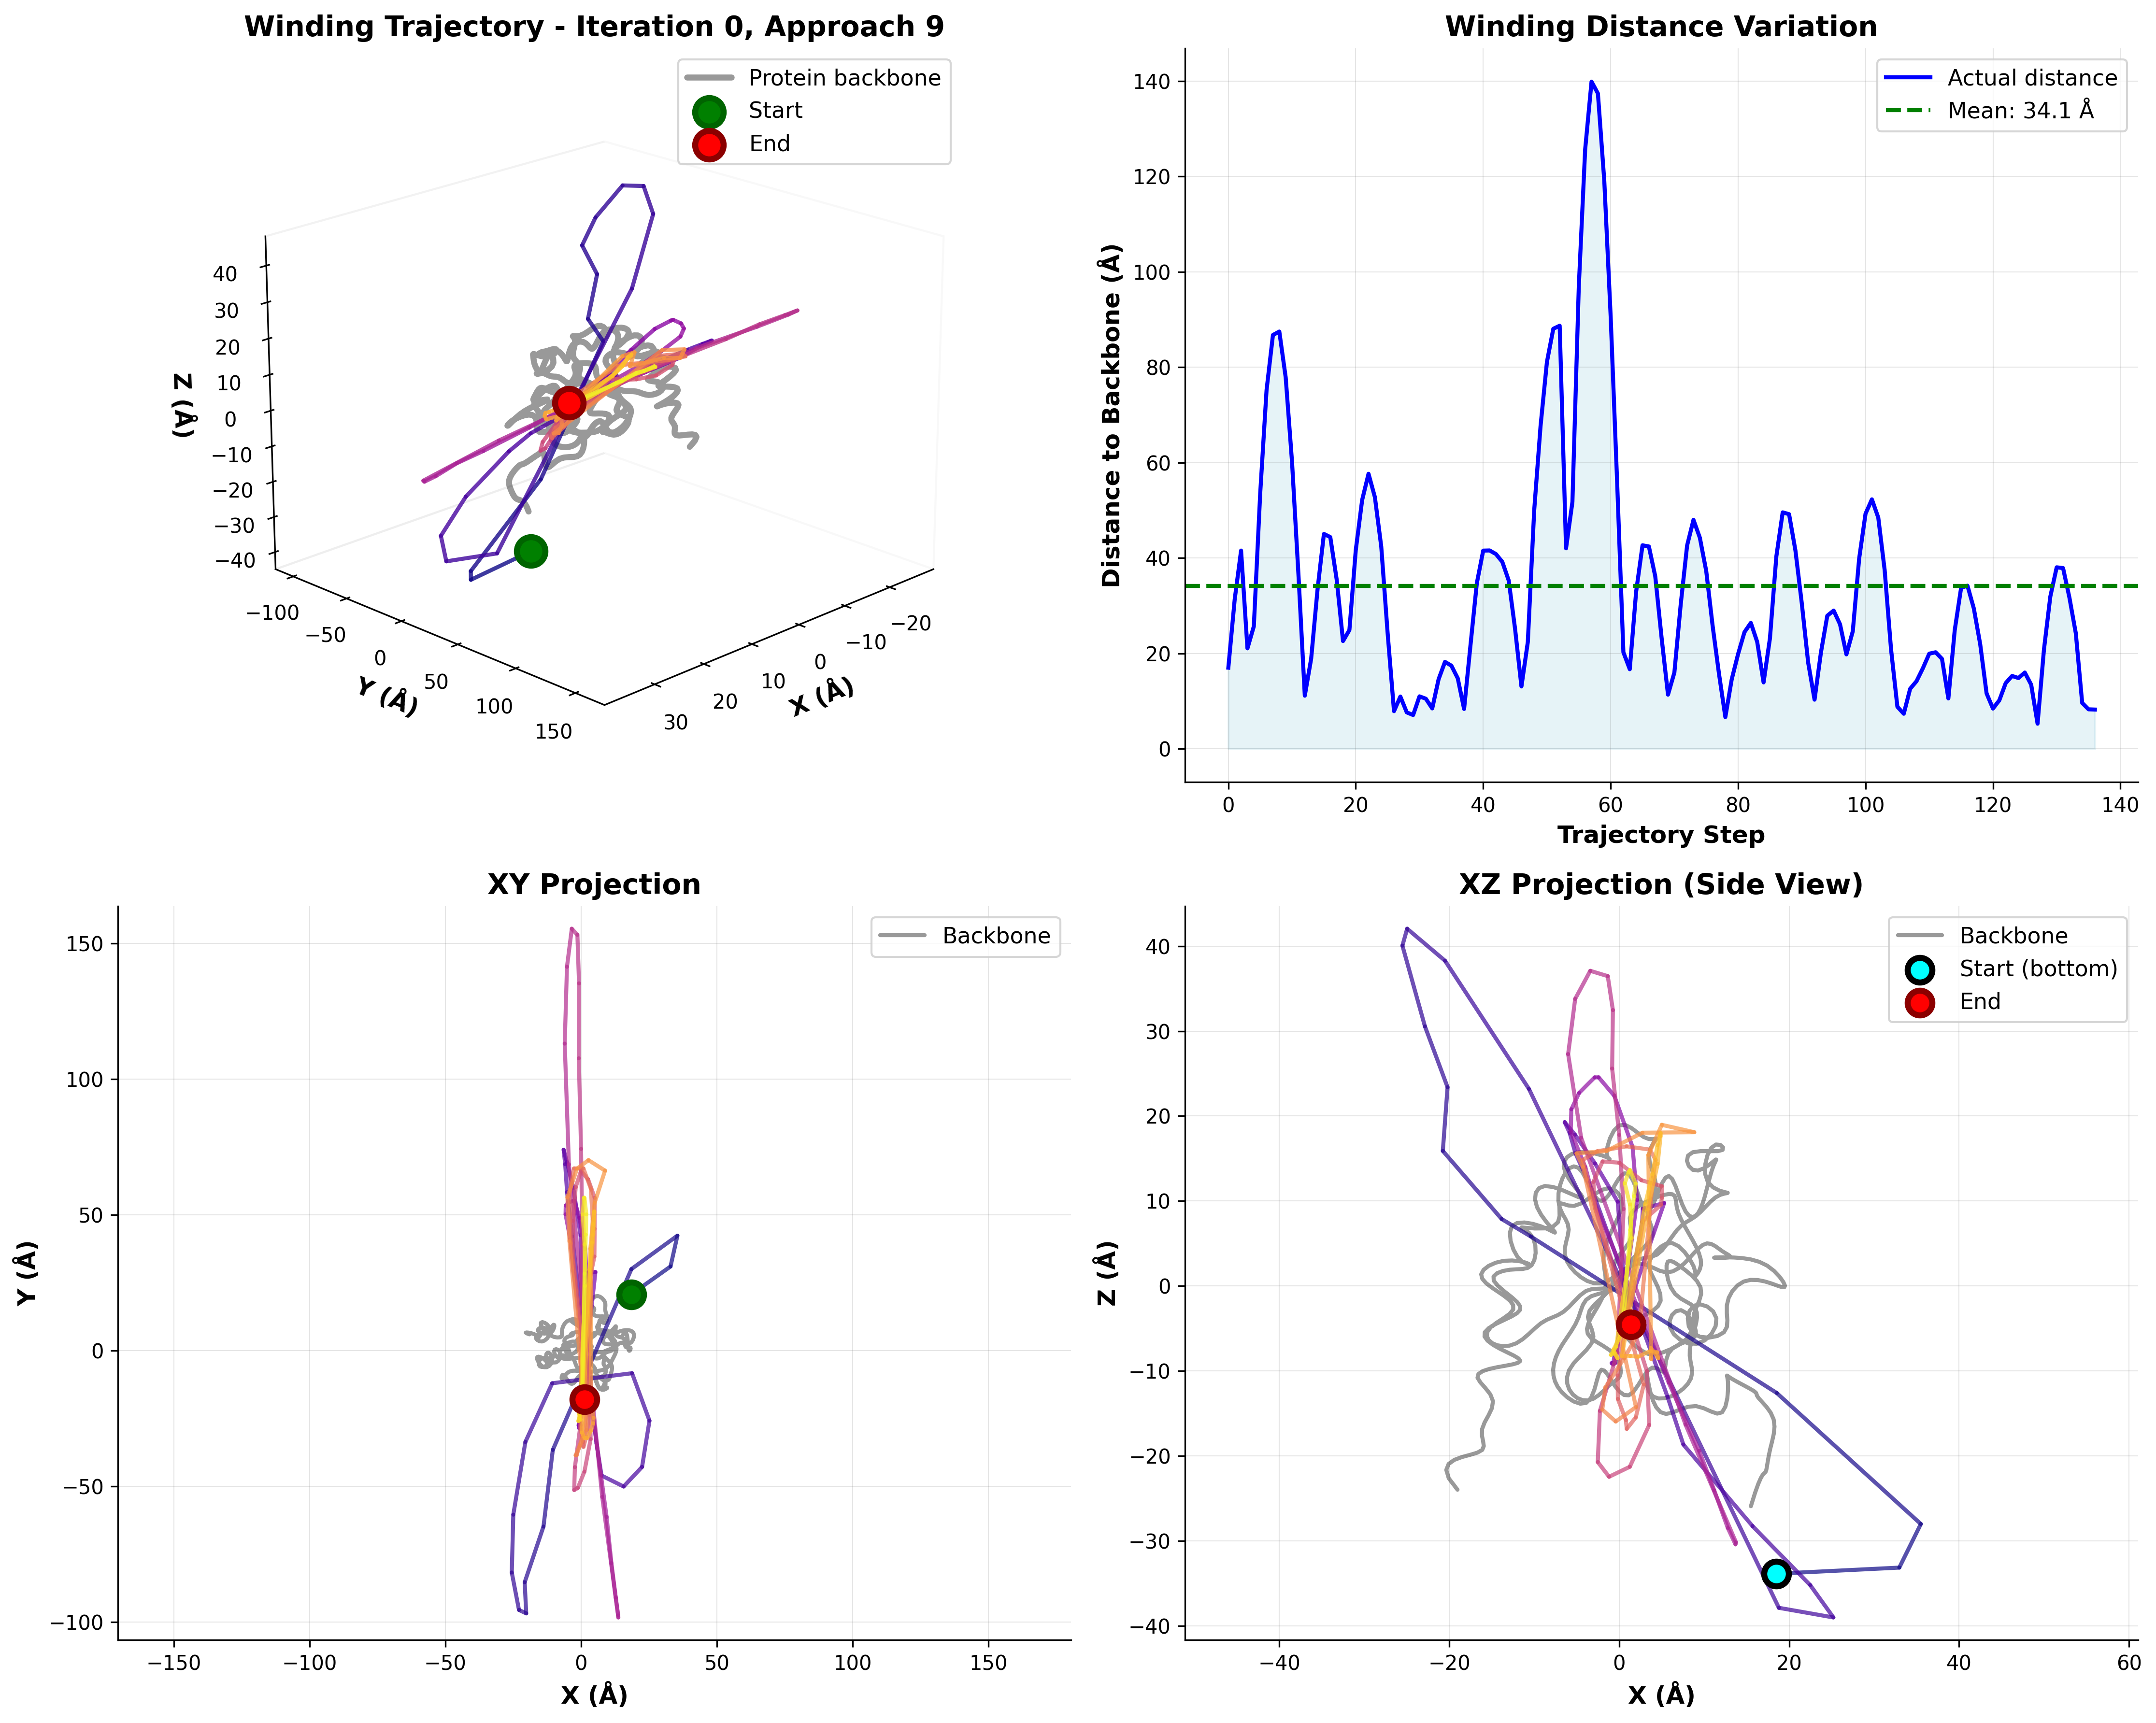 Winding Trajectory - Iteration 0, Approach 9
Protein backbone
Start
End
40
30
20
10
0
−10
−20
−30
−40
Z (Å)
−100
−50
0
50
100
150
Y (Å)
30
20
10
0
−10
−20
X (Å)
Winding Distance Variation
Actual distance
Mean: 34.1 Å
140
120
100
80
60
40
20
0
Distance to Backbone (Å)
0
20
40
60
80
100
120
140
Trajectory Step
XY Projection
Backbone
150
100
50
0
−50
−100
Y (Å)
−150
−100
−50
0
50
100
150
X (Å)
XZ Projection (Side View)
Backbone
Start (bottom)
End
40
30
20
10
0
−10
−20
−30
−40
Z (Å)
−40
−20
0
20
40
60
X (Å)